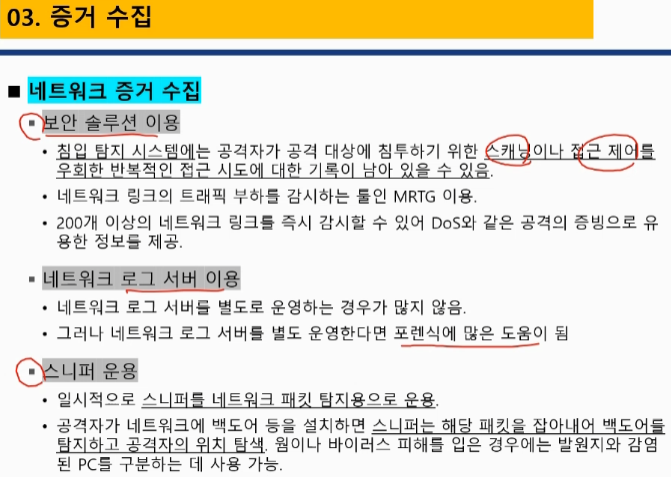 03. 증거 수집
■ 네트워크 증거 수집
▪ 보안 솔루션 이용
• 침입 탐지 시스템에는 공격자가 공격 대상에 침투하기 위한 스캐닝이나 접근 제어를
우회한 반복적인 접근 시도에 대한 기록이 남아 있을 수 있음.
• 네트워크 링크의 트래픽 부하를 감시하는 툴인 MRTG 이용.
• 200개 이상의 네트워크 링크를 즉시 감시할 수 있어 DoS와 같은 공격의 증빙으로 유
용한 정보를 제공.
▪ 네트워크 로그 서버 이용
• 네트워크 로그 서버를 별도로 운영하는 경우가 많지 않음.
• 그러나 네트워크 로그 서버를 별도 운영한다면 포렌식에 많은 도움이 됨
▪ 스니퍼 운용
• 일시적으로 스니퍼를 네트워크 패킷 탐지용으로 운용.
• 공격자가 네트워크에 백도어 등을 설치하면 스니퍼는 해당 패킷을 잡아내어 백도어를
탐지하고 공격자의 위치 탐색. 웜이나 바이러스 피해를 입은 경우에는 발원지와 감염
된 PC를 구분하는 데 사용 가능.